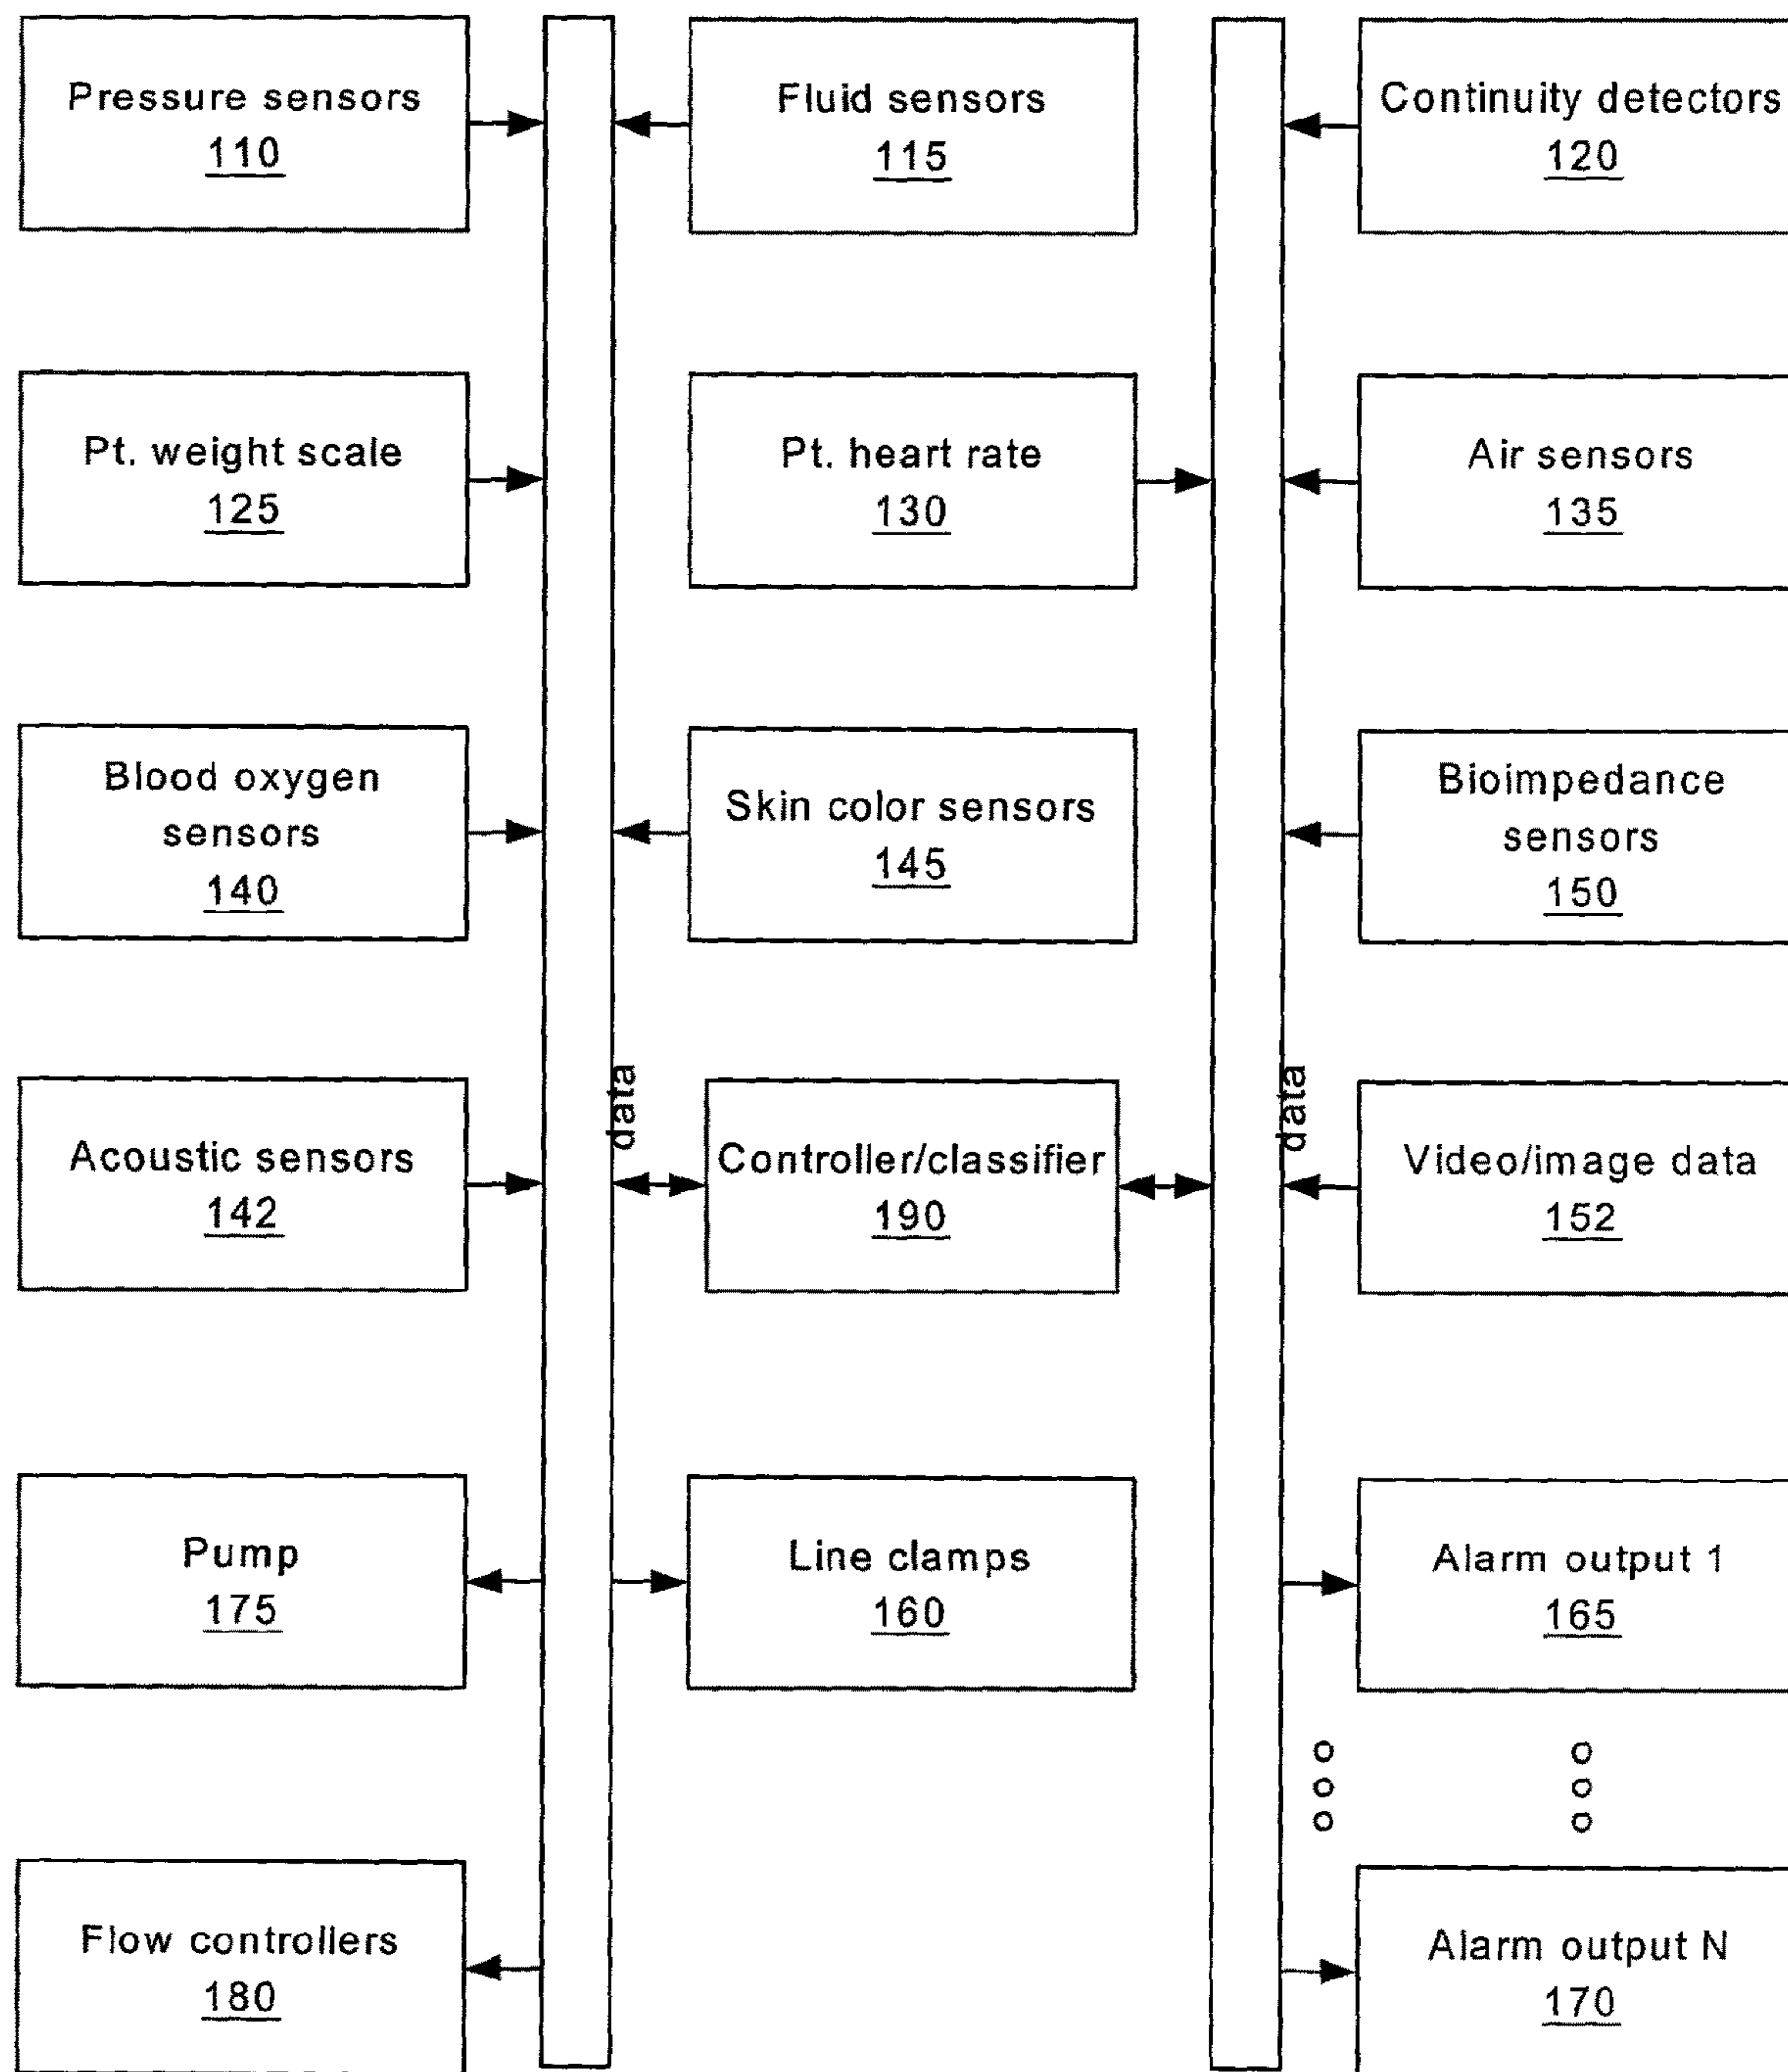 Pressure sensors
110
Fluid sensors
115
Continuity detectors
120
Pt. weight scale
125
Pt. heart rate
130
Air sensors
135
Blood oxygen
sensors
140
Skin color sensors
145
Bioimpedance
sensors
150
Acoustic sensors
142
data
Controller/classifier
190
data
Video/image data
152
Pump
175
Line clamps
160
Alarm output 1
165
Flow controllers
180
Alarm output N
170